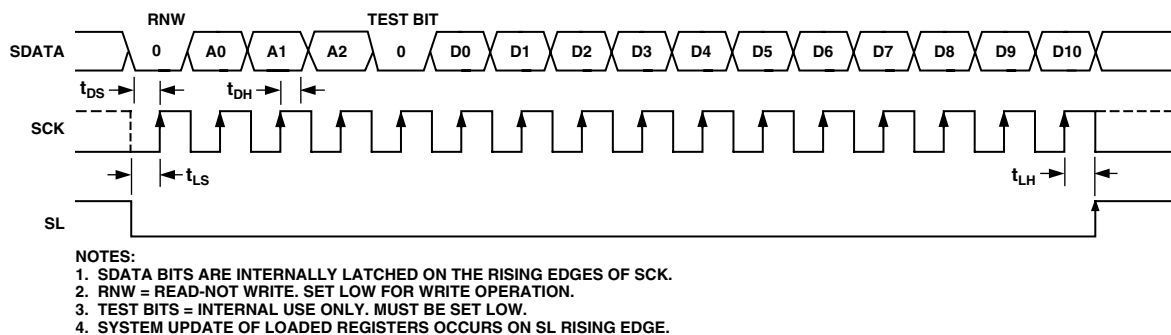 RNW TEST BIT
SDATA 0 A0 A1 A2 0 D0 D1 D2 D3 D4 D5 D6 D7 D8 D9 D10
tDS tDH
SCK
tLS tLH
SL
NOTES:
1. SDATA BITS ARE INTERNALLY LATCHED ON THE RISING EDGES OF SCK.
2. RNW = READ-NOT WRITE. SET LOW FOR WRITE OPERATION.
3. TEST BITS = INTERNAL USE ONLY. MUST BE SET LOW.
4. SYSTEM UPDATE OF LOADED REGISTERS OCCURS ON SL RISING EDGE.